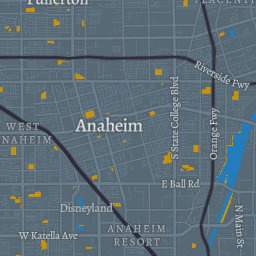 Fullerton
PLACENTI
Riverside Fwy
WEST
ANAHEIM
Anaheim
S State College Blvd
Orange Fwy
E Ball Rd
Disneyland
N Main St
W Katella Ave
ANAHEIM
RESORT